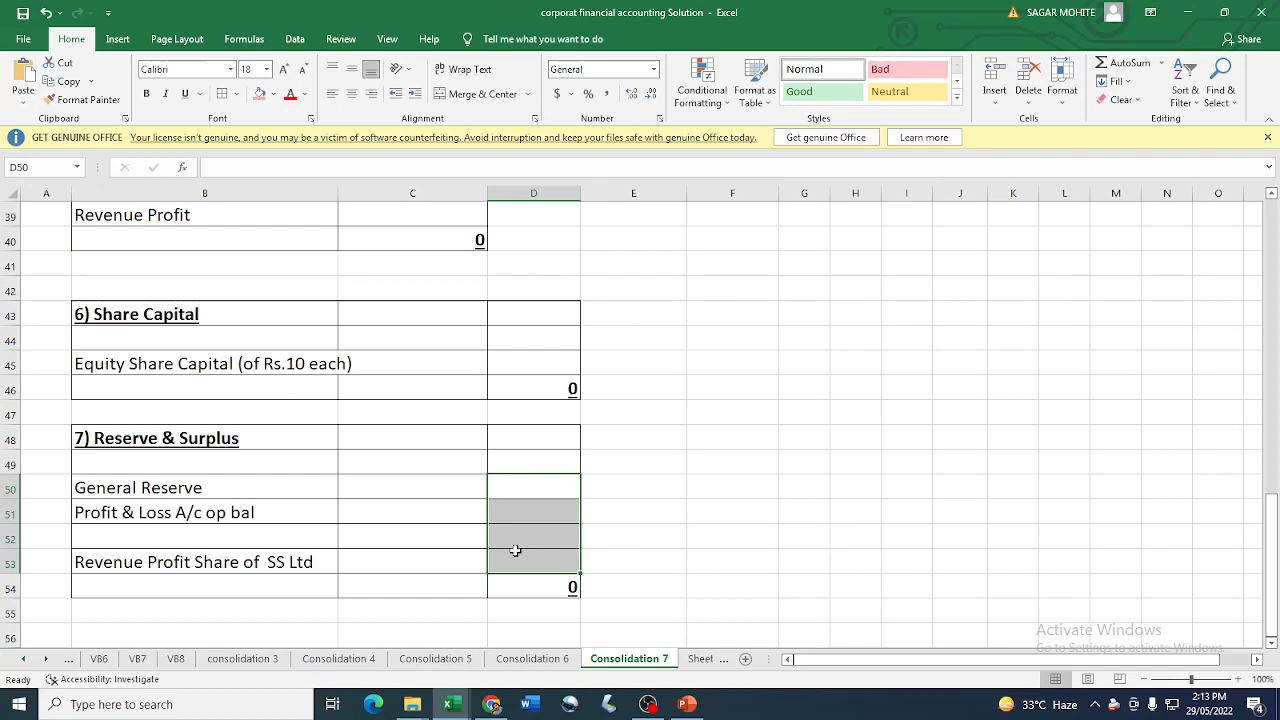 corporat financial accounting Solution - Excel
SAGAR MOHITE
File Home Insert Page Layout Formulas Data Review View Help Tell me what you want to do Share
Paste Cut Copy Format Painter Clipboard
Calibri 18 A A B I U A Font
Wrap Text Merge & Center Alignment
General $ % , Number
Conditional Formatting Format as Table Normal Bad Good Neutral Styles
Insert Delete Format Cells
AutoSum Fill Clear Sort & Filter Find & Select Editing
GET GENUINE OFFICE Your license isn't genuine, and you may be a victim of software counterfeiting. Avoid interruption and keep your files safe with genuine Office today. Get genuine Office Learn more
D50 fx
A B C D E F G H I J K L M N O
39 Revenue Profit
40 0
41
42
43 6) Share Capital
44
45 Equity Share Capital (of Rs.10 each)
46 0
47
48 7) Reserve & Surplus
49
50 General Reserve
51 Profit & Loss A/c op bal
52
53 Revenue Profit Share of SS Ltd
54 0
55
56
Activate Windows
Go to Settings to activate Windows.
... VB6 VB7 VB8 consolidation 3 Consolidation 6 Consolidation 7 Sheet ...
Ready Accessibility: Investigate 100%
Type here to search 33°C Haze ENG 2:13 PM
29/05/2022